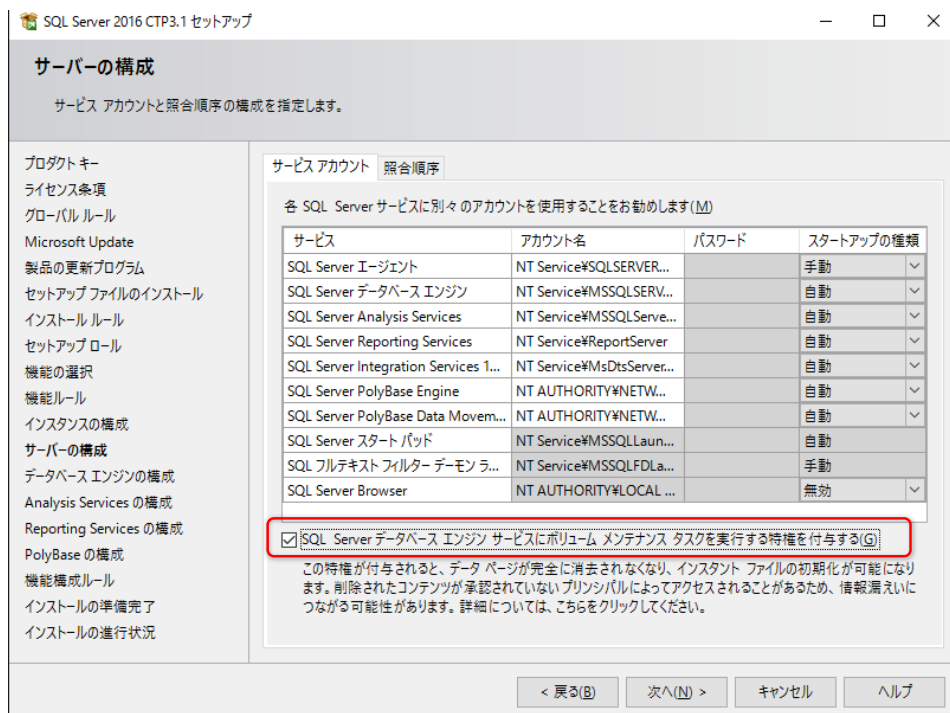 SQL Server 2016 CTP3.1 セットアップ
サーバーの構成
サービス アカウントと照合順序の構成を指定します。
プロダクト キー
ライセンス条項
グローバル ルール
Microsoft Update
製品の更新プログラム
セットアップ ファイルのインストール
インストール ルール
セットアップ ロール
機能の選択
機能ルール
インスタンスの構成
サーバーの構成
データベース エンジンの構成
Analysis Services の構成
Reporting Services の構成
PolyBase の構成
機能構成ルール
インストールの準備完了
インストールの進行状況
サービス アカウント 照合順序
各 SQL Server サービスに別々のアカウントを使用することをお勧めします(M)
サービス アカウント名 パスワード スタートアップの種類
SQL Server エージェント NT Service¥SQLSERVER... 手動
SQL Server データベース エンジン NT Service¥MSSQLSERV... 自動
SQL Server Analysis Services NT Service¥MSSQLServe... 自動
SQL Server Reporting Services NT Service¥ReportServer 自動
SQL Server Integration Services 1... NT Service¥MsDtsServer... 自動
SQL Server PolyBase Engine NT AUTHORITY¥NETW... 自動
SQL Server PolyBase Data Movem... NT AUTHORITY¥NETW... 自動
SQL Server スタート パッド NT Service¥MSSQLLaun... 自動
SQL フルテキスト フィルター デーモン ラ... NT Service¥MSSQLFDLa... 手動
SQL Server Browser NT AUTHORITY¥LOCAL ... 無効
SQL Server データベース エンジン サービスにボリューム メンテナンス タスクを実行する特権を付与する(G)
この特権が付与されると、データ ページが完全に消去されなくなり、インスタント ファイルの初期化が可能になり
ます。削除されたコンテンツが承認されていないプリンシパルによってアクセスされることがあるため、情報漏えいに
つながる可能性があります。詳細については、こちらをクリックしてください。
< 戻る(B) 次へ(N) > キャンセル ヘルプ